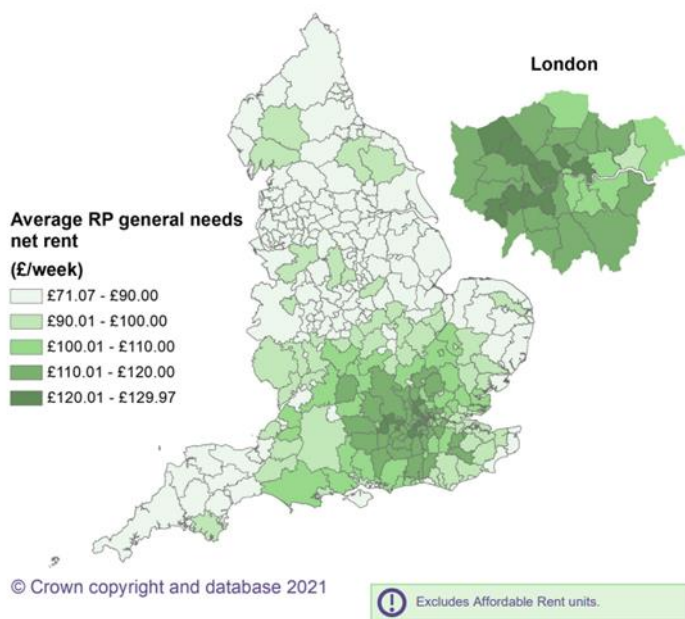 London
Average RP general needs
net rent
(£/week)
£71.07 - £90.00
£90.01 - £100.00
£100.01 - £110.00
£110.01 - £120.00
£120.01 - £129.97
© Crown copyright and database 2021
! Excludes Affordable Rent units.